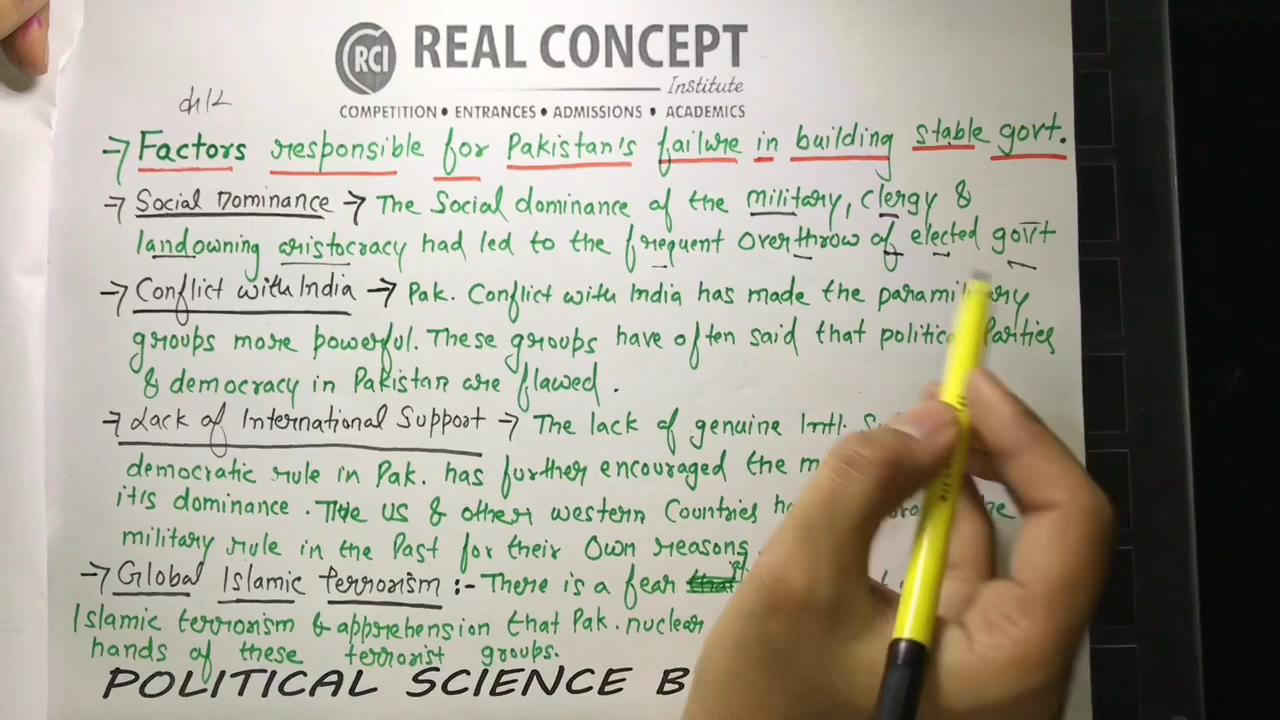 RCI REAL CONCEPT
Institute
COMPETITION • ENTRANCES • ADMISSIONS • ACADEMICS
→ Factors responsible for Pakistan's failure in building stable govt.
→ Social Dominance → The Social dominance of the military, clergy &
landowning aristocracy had led to the frequent overthrow of elected govt
→ Conflict with India → Pak. Conflict with India has made the paramilitary
groups more powerful. These groups have often said that political Parities
& democracy in Pakistan are flawed.
→ Lack of International Support → The lack of genuine Intl.
democratic rule in Pak. has further encouraged the
it's dominance. The US & other western Countries
military rule in the Past for their Own reasons
→ Global Islamic terrorism :- There is a fear
Islamic terrorism & apprehension that Pak. nuclear
hands of these terrorist groups.
POLITICAL SCIENCE B